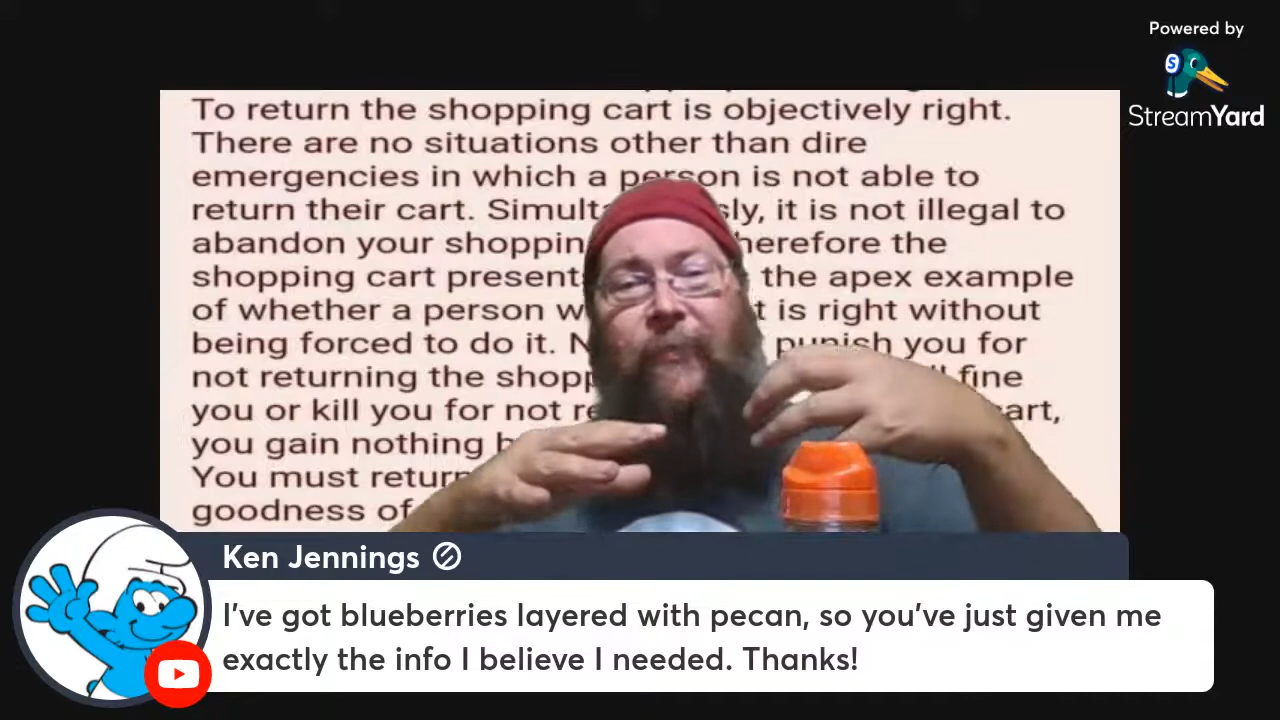 Powered by
StreamYard
To return the shopping cart is objectively right.
There are no situations other than dire
emergencies in which a person is not able to
return their cart. it is not illegal to
abandon your the
shopping cart the apex example
of whether a person is right without
being forced to do it. punish you for
not returning the fine
you or kill you for not
you gain nothing
You must
goodness of
Ken Jennings
I've got blueberries layered with pecan, so you've just given me
exactly the info I believe I needed. Thanks!